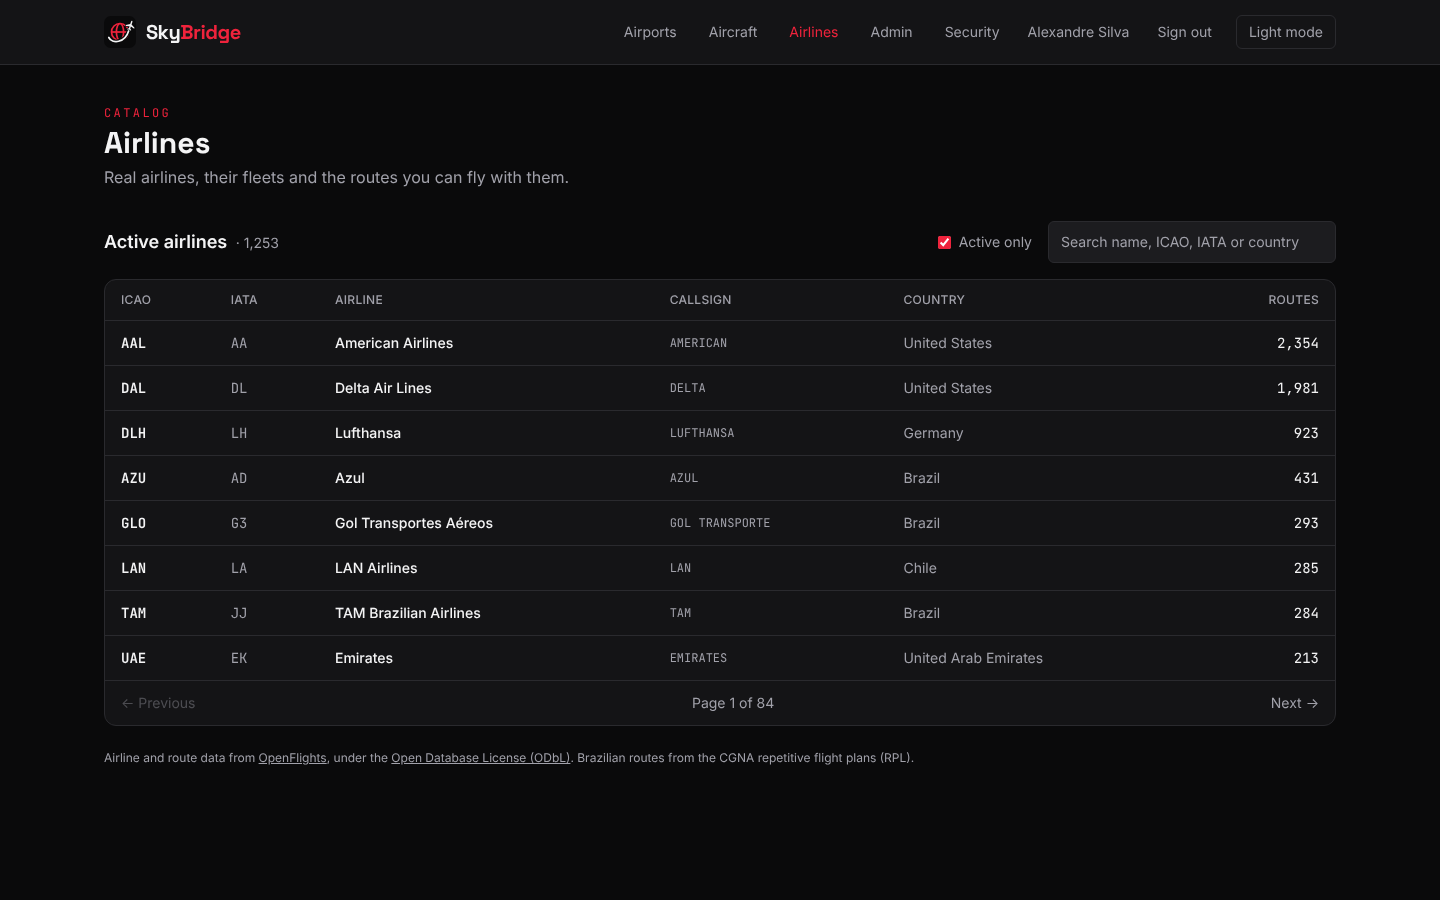 SkyBridge Airports Aircraft Airlines Admin Security Alexandre Silva Sign out Light mode
CATALOG
Airlines
Real airlines, their fleets and the routes you can fly with them.
Active airlines · 1,253 Active only Search name, ICAO, IATA or country
ICAO IATA AIRLINE CALLSIGN COUNTRY ROUTES
AAL AA American Airlines AMERICAN United States 2,354
DAL DL Delta Air Lines DELTA United States 1,981
DLH LH Lufthansa LUFTHANSA Germany 923
AZU AD Azul AZUL Brazil 431
GLO G3 Gol Transportes Aéreos GOL TRANSPORTE Brazil 293
LAN LA LAN Airlines LAN Chile 285
TAM JJ TAM Brazilian Airlines TAM Brazil 284
UAE EK Emirates EMIRATES United Arab Emirates 213
← Previous Page 1 of 84 Next →
Airline and route data from OpenFlights, under the Open Database License (ODbL). Brazilian routes from the CGNA repetitive flight plans (RPL).